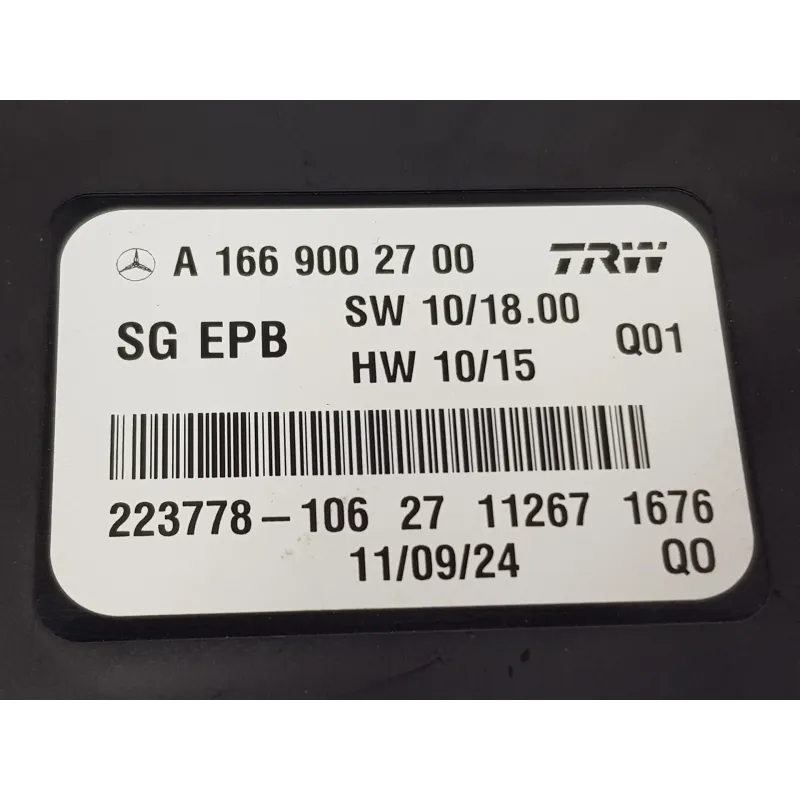 A 166 900 27 00 TRW
SG EPB SW 10/18.00 Q01
HW 10/15
223778-106 27 11267 1676
11/09/24 QO